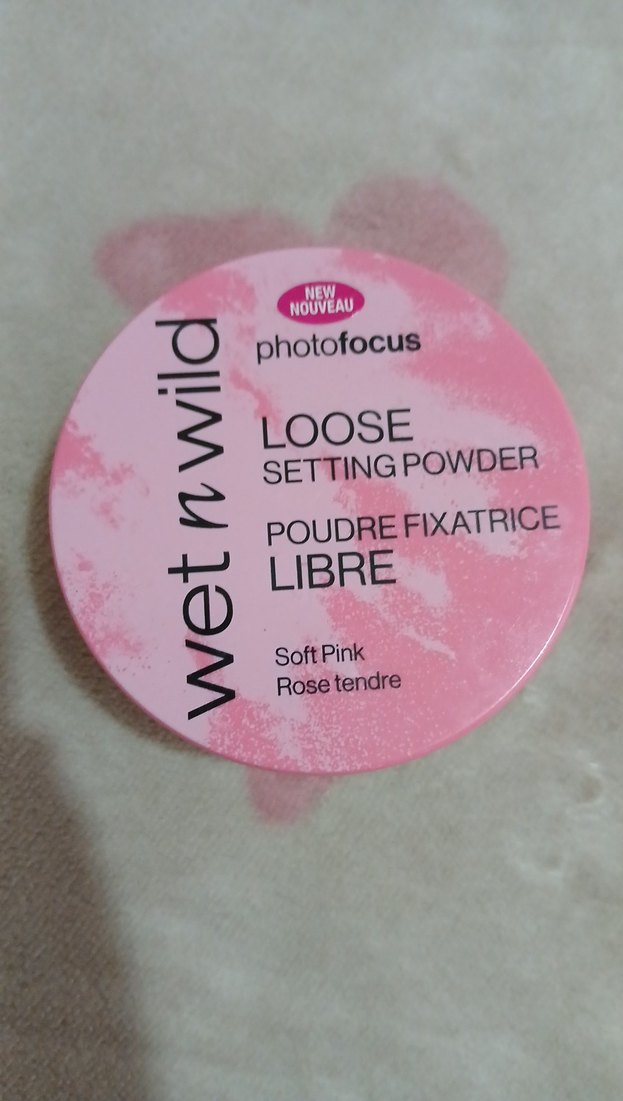 wet n wild
NEW
NOUVEAU
photofocus
LOOSE
SETTING POWDER
POUDRE FIXATRICE
LIBRE
Soft Pink
Rose tendre